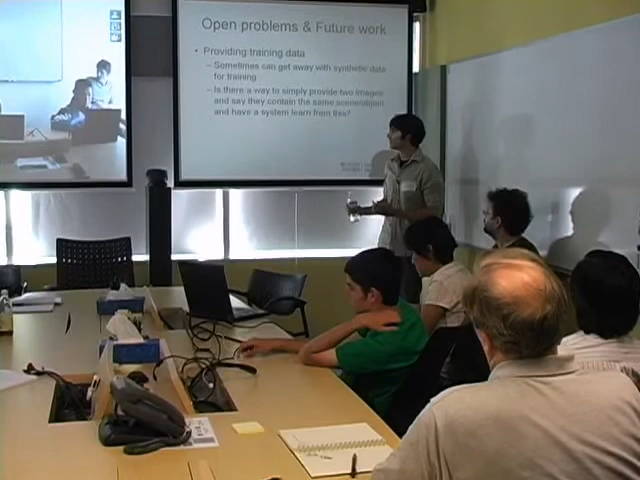 Open problems & Future work
• Providing training data
– Sometimes can get away with synthetic data
for training
– Is there a way to simply provide two images
and say they contain the same scene/object
and have a system learn from this?